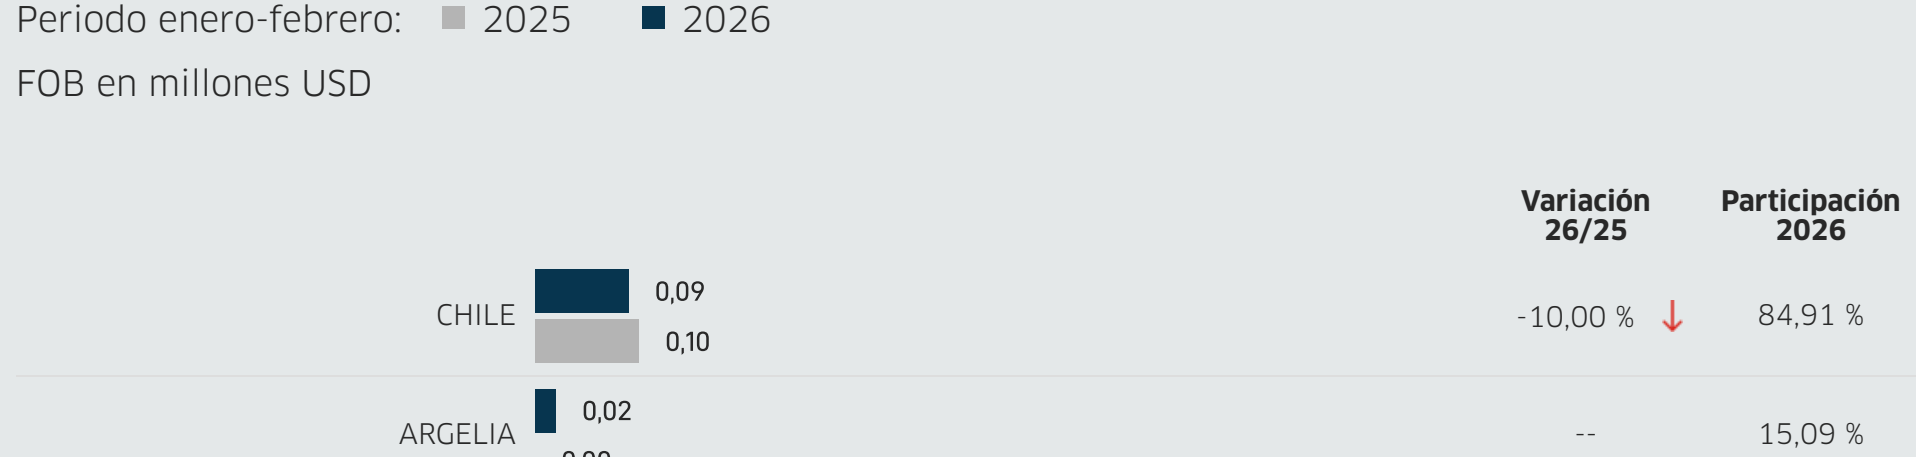 Periodo enero-febrero: 2025 2026
FOB en millones USD
Variación 26/25
Participación 2026
CHILE 0,09 -10,00 % 84,91 %
0,10
ARGELIA 0,02 -- 15,09 %